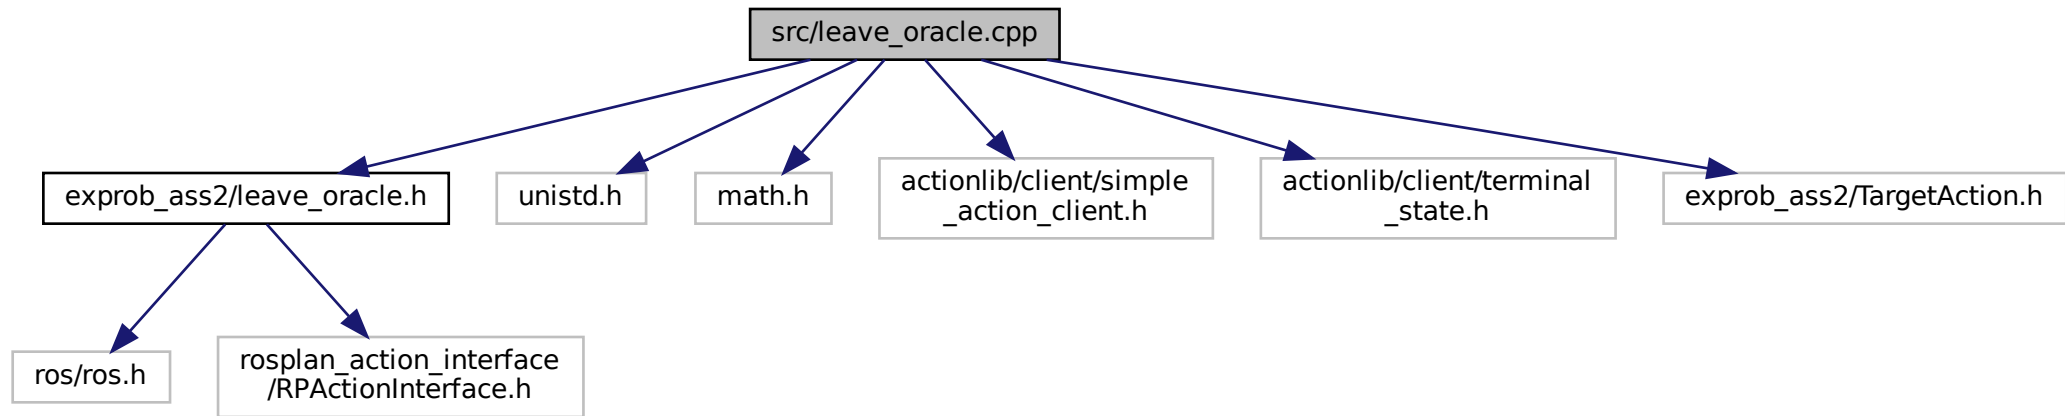 src/leave_oracle.cpp
exprob_ass2/leave_oracle.h
unistd.h
math.h
actionlib/client/simple
_action_client.h
actionlib/client/terminal
_state.h
exprob_ass2/TargetAction.h
ros/ros.h
rosplan_action_interface
/RPActionInterface.h